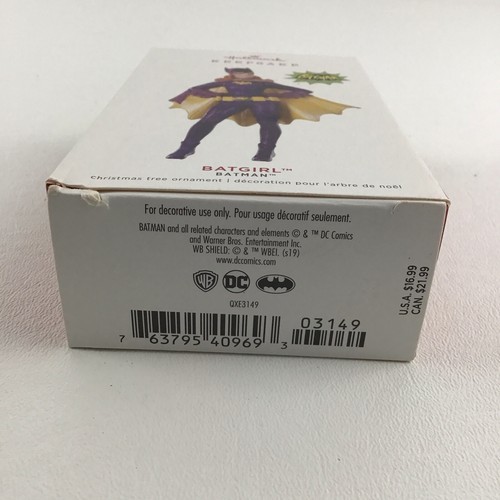 Hallmark
KEEPSAKE
BATGIRL™
BATMAN™
Christmas tree ornament | décoration pour l'arbre de noël
For decorative use only. Pour usage décoratif seulement.
BATMAN and all related characters and elements © & ™ DC Comics
and Warner Bros. Entertainment Inc.
WB SHIELD: © & ™ WBEI. (s19)
www.dccomics.com
WB DC
QXE3149
U.S.A. $16.99
CAN. $21.99
03149
7 63795 40969 3